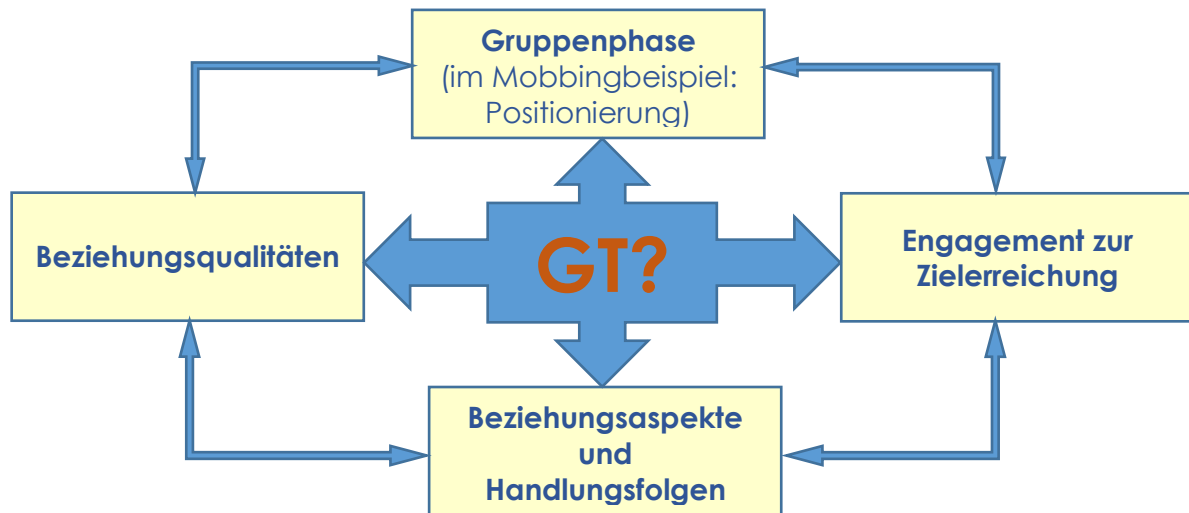 Gruppenphase
(im Mobbingbeispiel:
Positionierung)
Beziehungsqualitäten
GT?
Engagement zur
Zielerreichung
Beziehungsaspekte
und
Handlungsfolgen